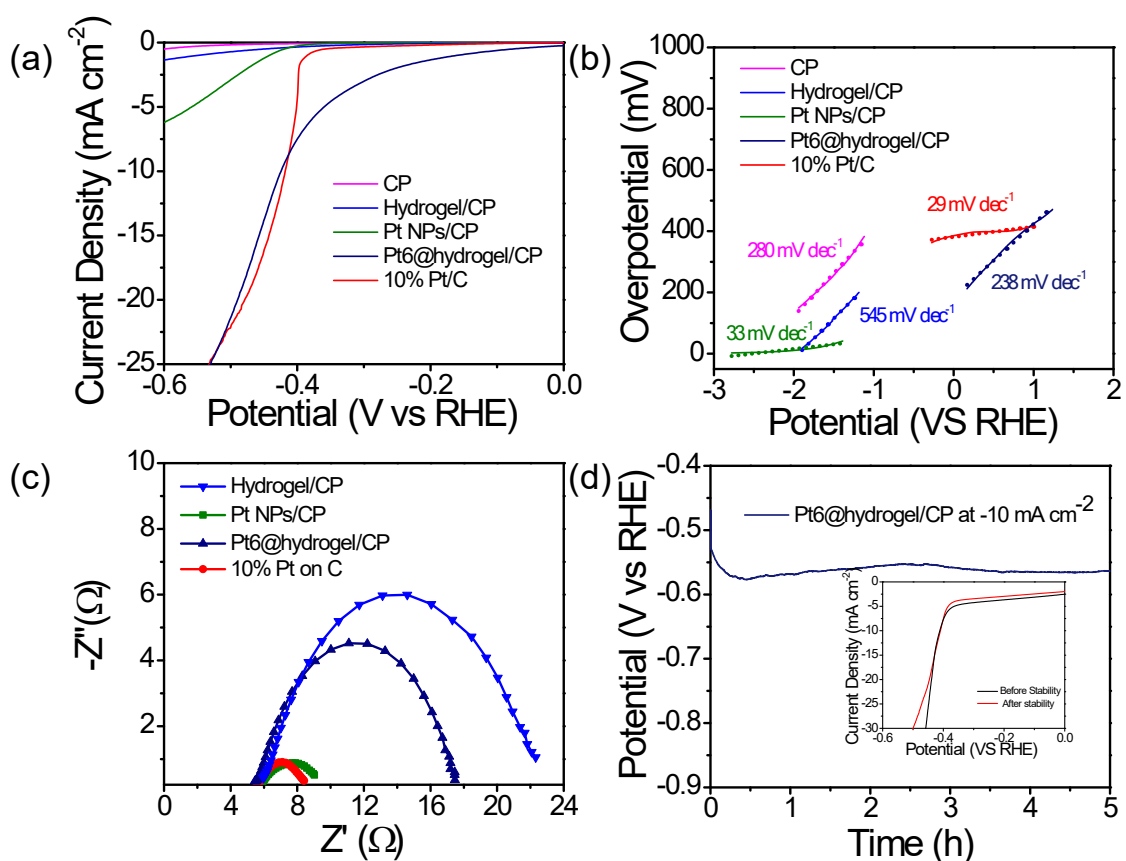 (a)
0
-5
-10
-15
-20
-25
Current Density (mA cm-2)
CP
Hydrogel/CP
Pt NPs/CP
Pt6@hydrogel/CP
10% Pt/C
-0.6 -0.4 -0.2 0.0
Potential (V vs RHE)
(b)
1000
800
600
400
200
0
Overpotential (mV)
CP
Hydrogel/CP
Pt NPs/CP
Pt6@hydrogel/CP
10% Pt/C
29 mV dec-1
280 mV dec-1
238 mV dec-1
545 mV dec-1
33 mV dec-1
-3 -2 -1 0 1 2
Potential (VS RHE)
(c)
10
8
6
4
2
-Z"(Ω)
Hydrogel/CP
Pt NPs/CP
Pt6@hydrogel/CP
10% Pt on C
0 4 8 12 16 20 24
Z' (Ω)
(d)
-0.4
-0.5
-0.6
-0.7
-0.8
-0.9
Potential (V vs RHE)
Pt6@hydrogel/CP at -10 mA cm-2
0
-5
-10
-15
-20
-25
-30
Current Density (mA cm-2)
Before Stability
After stability
-0.6 -0.4 -0.2 0.0
Potential (VS RHE)
0 1 2 3 4 5
Time (h)